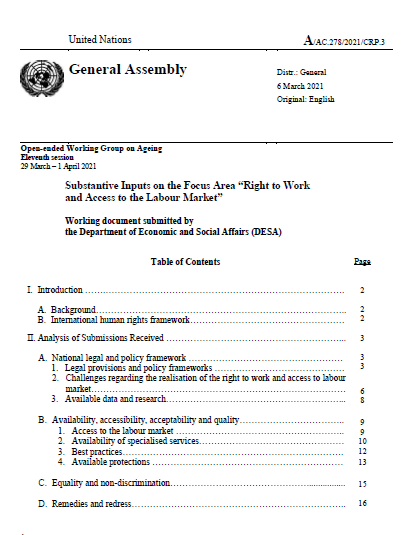 United Nations A/AC.278/2021/CRP.3
General Assembly
Distr.: General
6 March 2021
Original: English
Open-ended Working Group on Ageing
Eleventh session
29 March – 1 April 2021
Substantive Inputs on the Focus Area “Right to Work
and Access to the Labour Market”
Working document submitted by
the Department of Economic and Social Affairs (DESA)
Table of Contents Page
I. Introduction 2
A. Background 2
B. International human rights framework 2
II. Analysis of Submissions Received 3
A. National legal and policy framework 3
1. Legal provisions and policy frameworks 3
2. Challenges regarding the realisation of the right to work and access to labour
market 6
3. Available data and research 8
B. Availability, accessibility, acceptability and quality 9
1. Access to the labour market 9
2. Availability of specialised services 10
3. Best practices 12
4. Available protections 13
C. Equality and non-discrimination 15
D. Remedies and redress 16